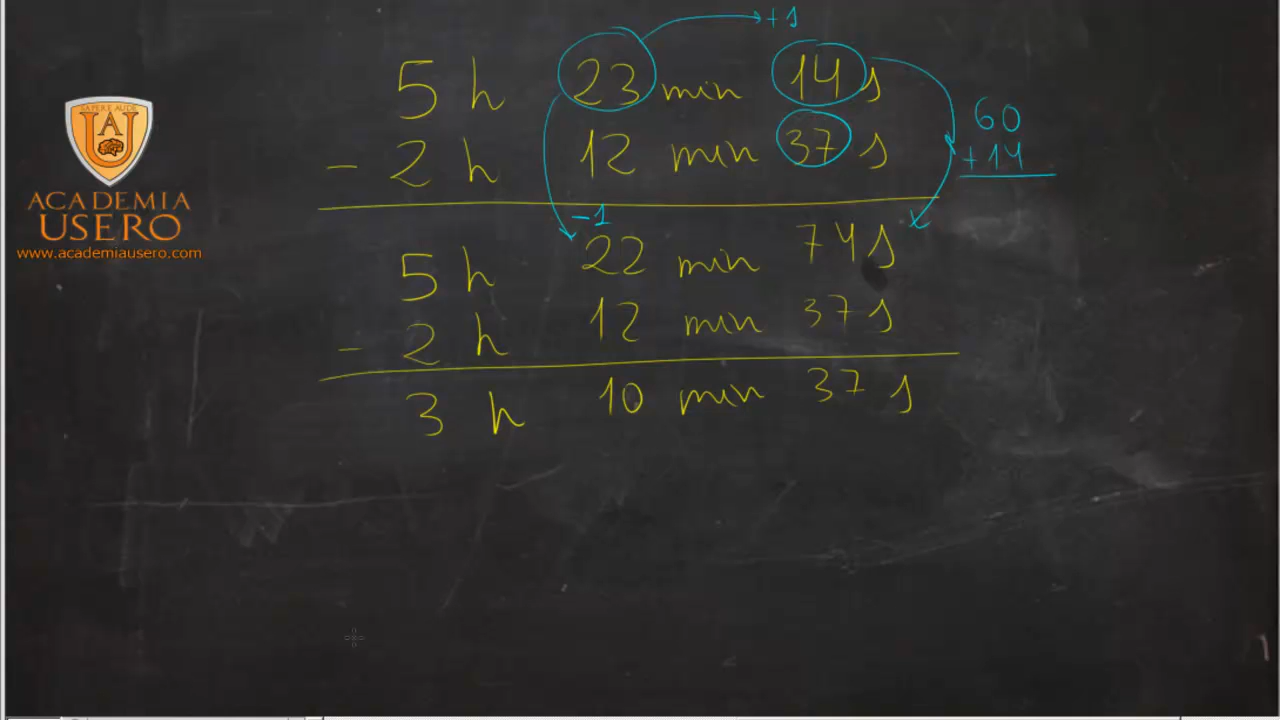 +1
5 h 23 min 14 s
- 2 h 12 min 37 s
60
+14
-1
5 h 22 min 74 s
- 2 h 12 min 37 s
3 h 10 min 37 s
SAPERE AUDE
UA
ACADEMIA
USERO
www.academiausero.com